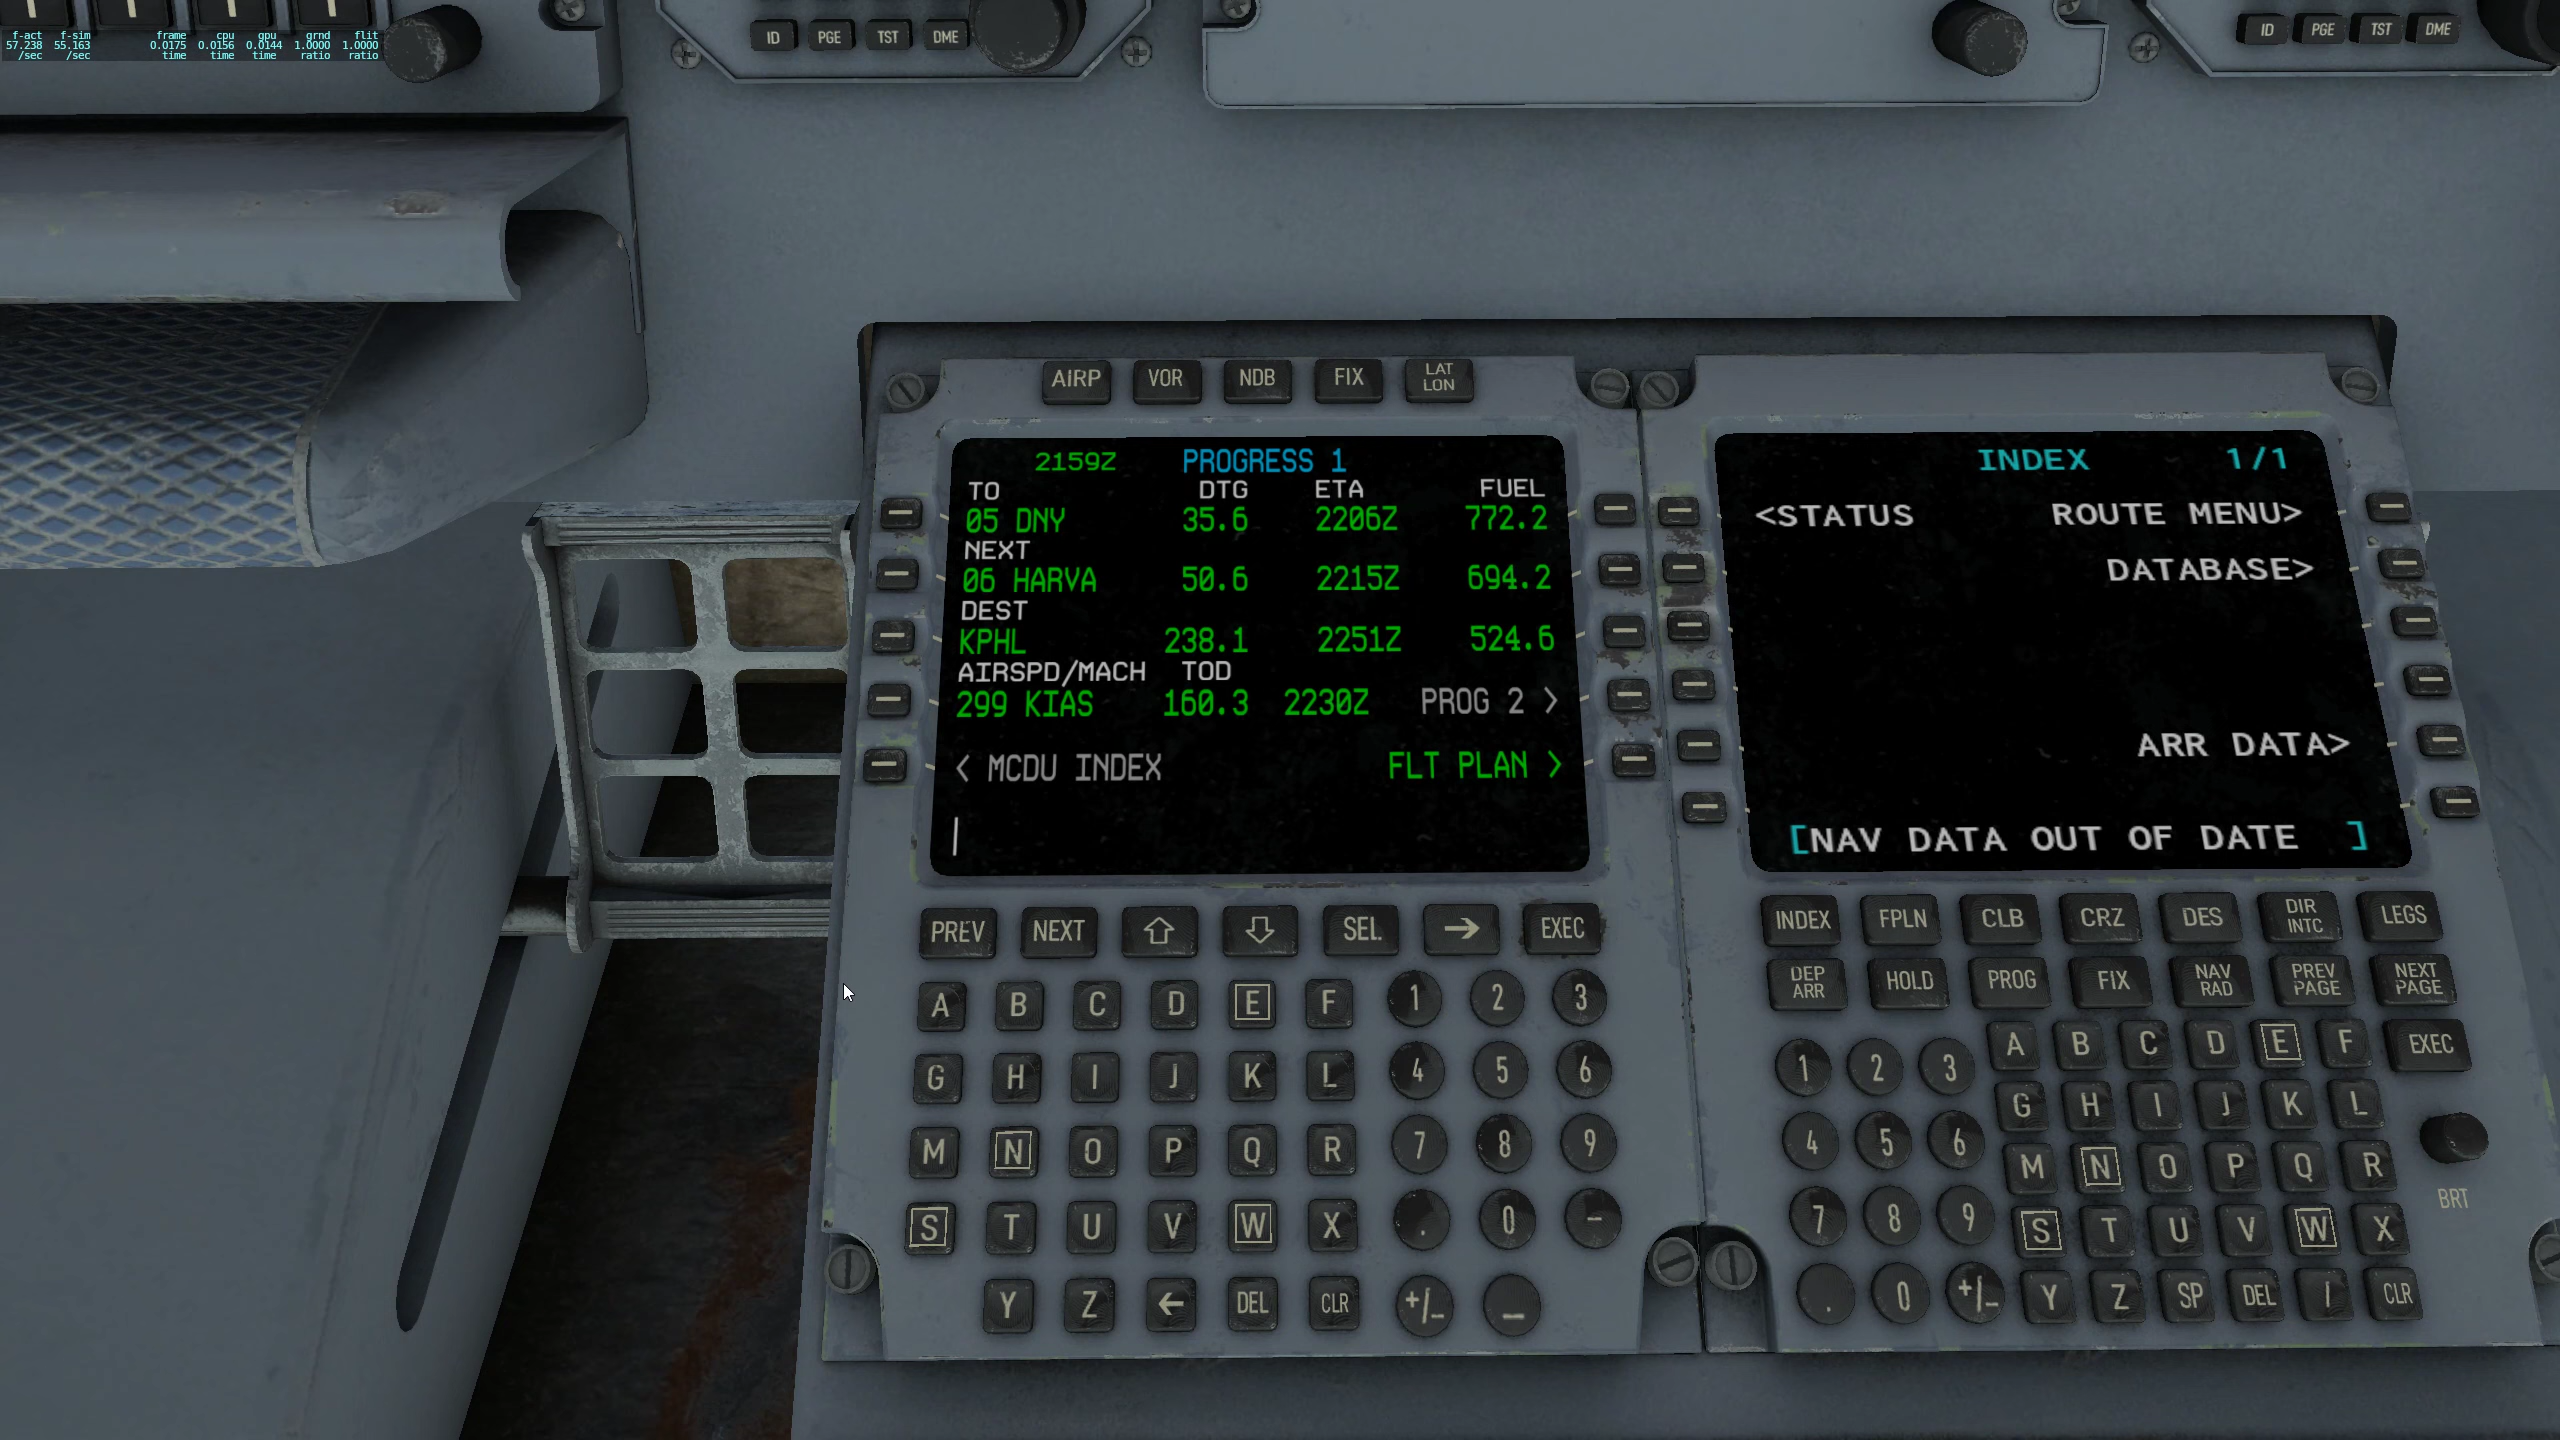 1 1 1 1
f-act f-sim frame cpu gpu grnd flit
57.238 55.163 0.0175 0.0156 0.0144 1.0000 1.0000
/sec /sec time time time ratio ratio
ID PGE TST DME
ID PGE TST DME
AIRP VOR NDB FIX LAT LON
2159Z PROGRESS 1
TO DTG ETA FUEL
05 DNY 35.6 2206Z 772.2
NEXT
06 HARVA 50.6 2215Z 694.2
DEST
KPHL 238.1 2251Z 524.6
AIRSPD/MACH TOD
299 KIAS 160.3 2230Z PROG 2 >
< MCDU INDEX FLT PLAN >
PREV NEXT ⇧ ⇩ SEL → EXEC
A B C D E F 1 2 3
G H I J K L 4 5 6
M N O P Q R 7 8 9
S T U V W X . 0 -
Y Z ← DEL CLR +/- _
INDEX 1/1
<STATUS ROUTE MENU>
DATABASE>
ARR DATA>
[NAV DATA OUT OF DATE ]
INDEX FPLN CLB CRZ DES DIR INTC LEGS
DEP ARR HOLD PROG FIX NAV RAD PREV PAGE NEXT PAGE
A B C D E F EXEC
1 2 3
G H I J K L
4 5 6
M N O P Q R
7 8 9
S T U V W X
BRT
. 0 +/-
Y Z SP DEL / CLR